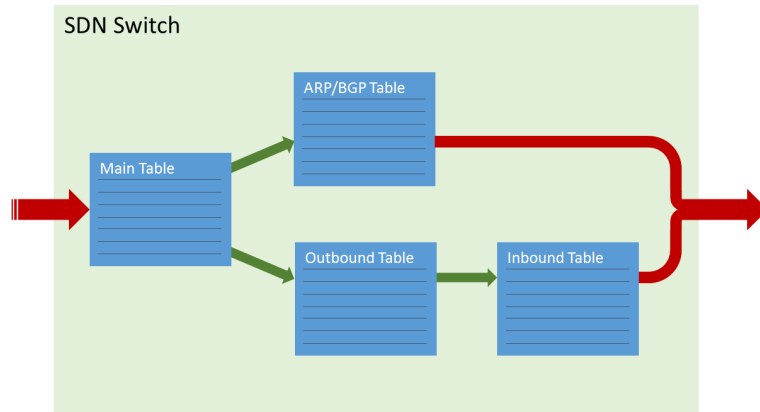 SDN Switch
ARP/BGP Table
Main Table
Outbound Table
Inbound Table